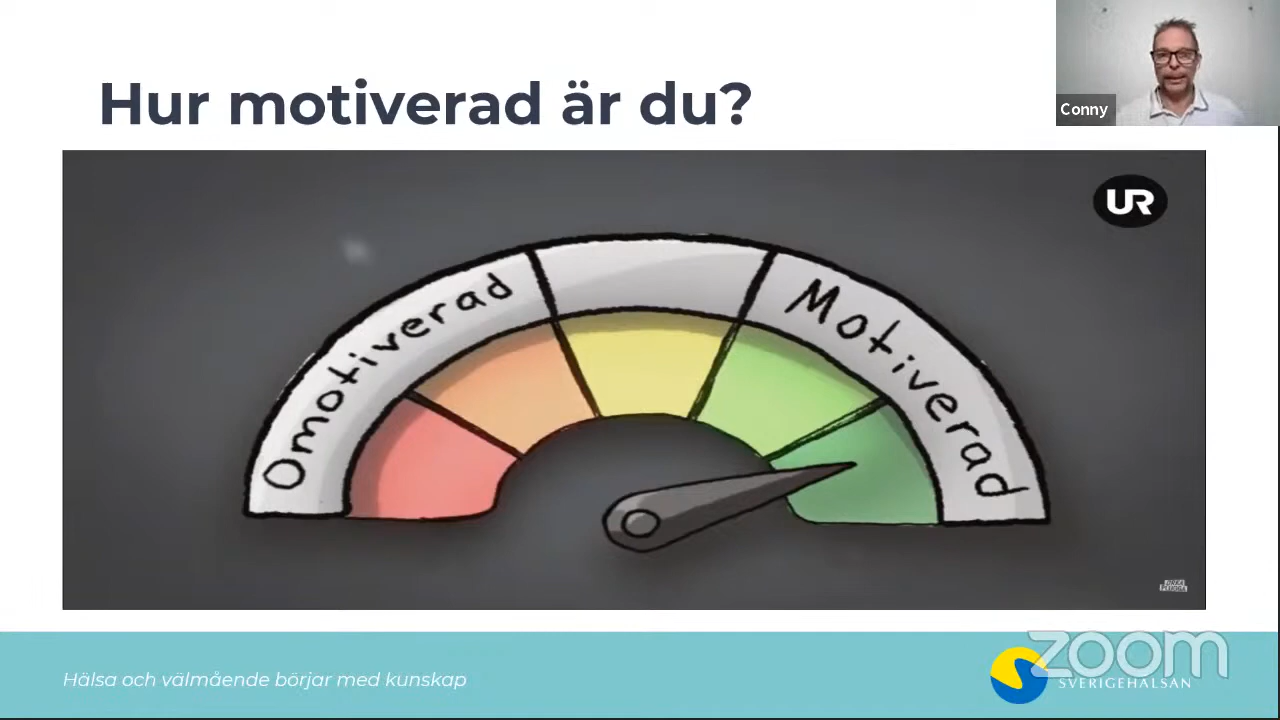 Hur motiverad är du?
Conny
UR
Omotiverad
Motiverad
Hälsa och välmående börjar med kunskap
zoom
SVERIGEHÄLSAN